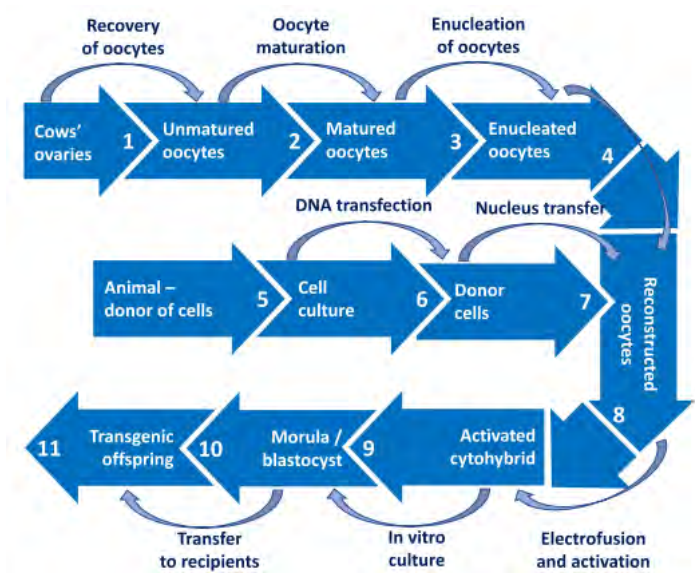 Recovery
of oocytes
Oocyte
maturation
Enucleation
of oocytes
Cows'
ovaries
1
Unmatured
oocytes
2
Matured
oocytes
3
Enucleated
oocytes
4
DNA transfection
Nucleus transfer
Animal –
donor of cells
5
Cell
culture
6
Donor
cells
7
Reconstructed
oocytes
8
11
Transgenic
offspring
10
Morula /
blastocyst
9
Activated
cytohybrid
Transfer
to recipients
In vitro
culture
Electrofusion
and activation